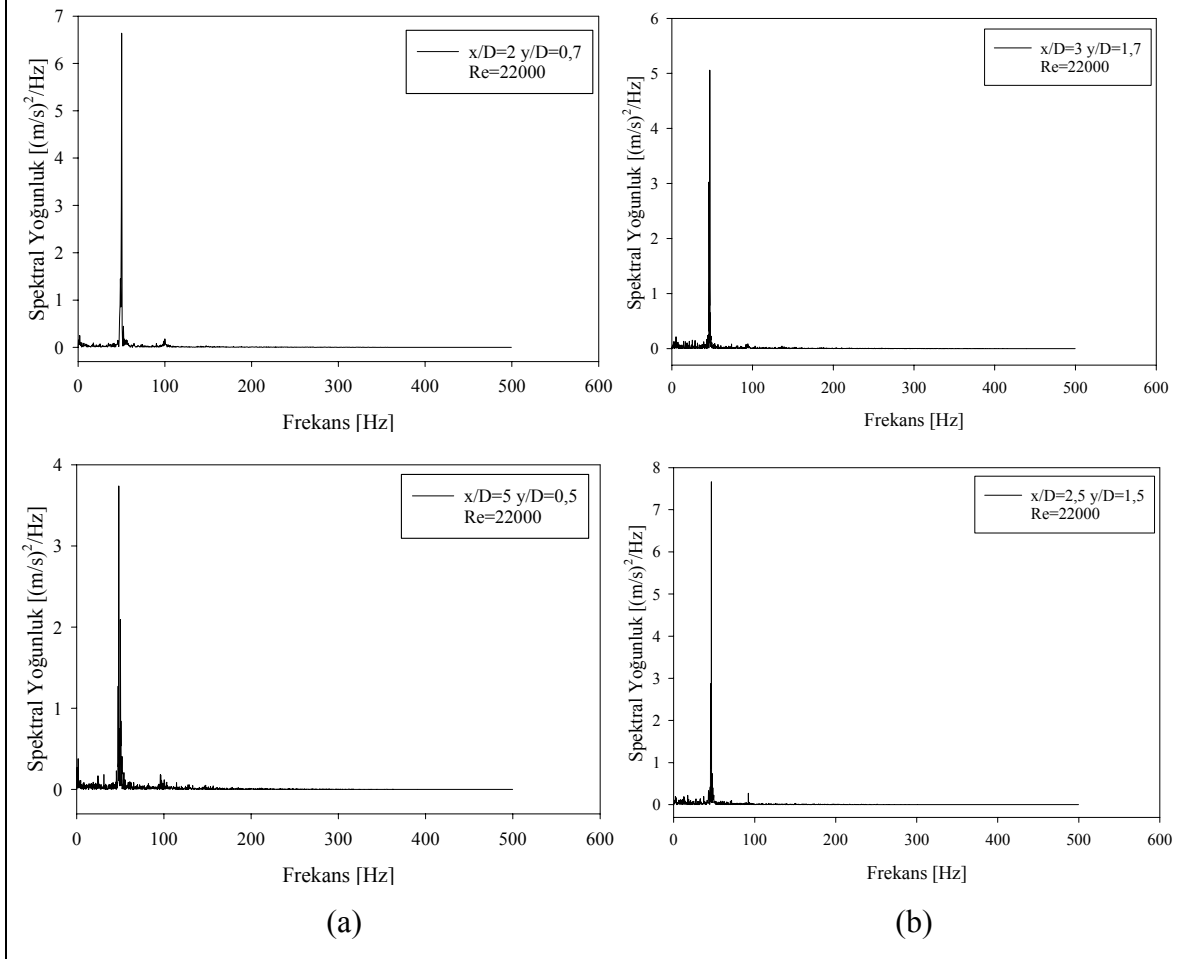 7
6
5
4
3
2
1
0
Spektral Yoğunluk [(m/s)²/Hz]
x/D=2 y/D=0,7
Re=22000
0 100 200 300 400 500 600
Frekans [Hz]
6
5
4
3
2
1
0
Spektral Yoğunluk [(m/s)²/Hz]
x/D=3 y/D=1,7
Re=22000
0 100 200 300 400 500 600
Frekans [Hz]
4
3
2
1
0
Spektral Yoğunluk [(m/s)²/Hz]
x/D=5 y/D=0,5
Re=22000
0 100 200 300 400 500 600
Frekans [Hz]
8
7
6
5
4
3
2
1
0
Spektral Yoğunluk [(m/s)²/Hz]
x/D=2,5 y/D=1,5
Re=22000
0 100 200 300 400 500 600
Frekans [Hz]
(a)
(b)